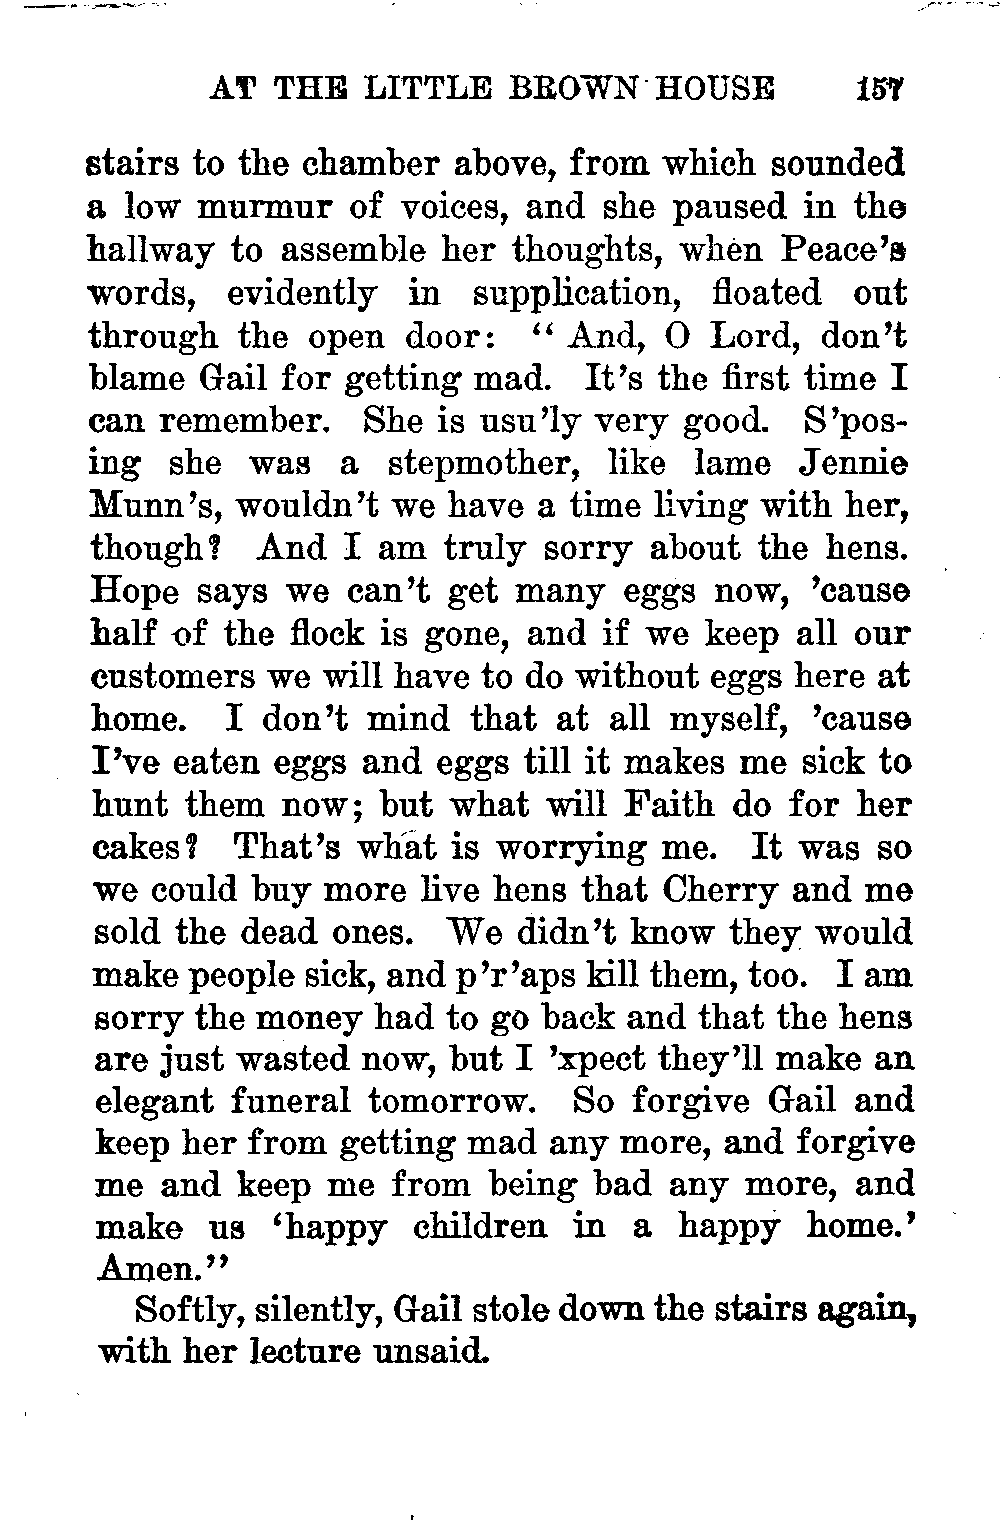 AT THE LITTLE BROWN HOUSE 157
stairs to the chamber above, from which sounded
a low murmur of voices, and she paused in the
hallway to assemble her thoughts, when Peace's
words, evidently in supplication, floated out
through the open door: "And, O Lord, don't
blame Gail for getting mad. It's the first time I
can remember. She is usu'ly very good. S'pos-
ing she was a stepmother, like lame Jennie
Munn's, wouldn't we have a time living with her,
though? And I am truly sorry about the hens.
Hope says we can't get many eggs now, 'cause
half of the flock is gone, and if we keep all our
customers we will have to do without eggs here at
home. I don't mind that at all myself, 'cause
I've eaten eggs and eggs till it makes me sick to
hunt them now; but what will Faith do for her
cakes? That's what is worrying me. It was so
we could buy more live hens that Cherry and me
sold the dead ones. We didn't know they would
make people sick, and p'r'aps kill them, too. I am
sorry the money had to go back and that the hens
are just wasted now, but I 'xpect they'll make an
elegant funeral tomorrow. So forgive Gail and
keep her from getting mad any more, and forgive
me and keep me from being bad any more, and
make us 'happy children in a happy home.'
Amen."
Softly, silently, Gail stole down the stairs again,
with her lecture unsaid.